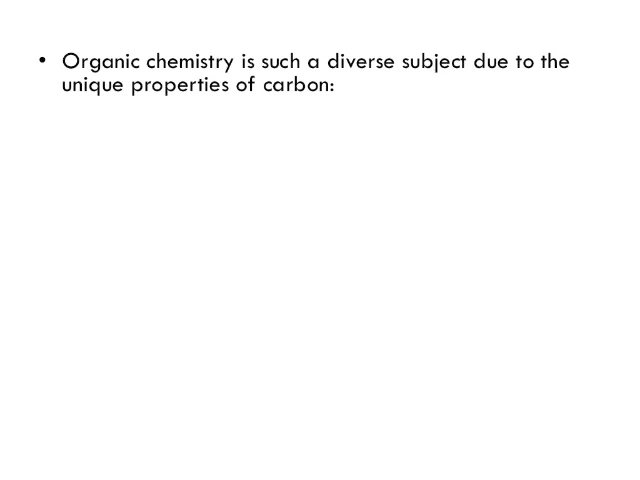 • Organic chemistry is such a diverse subject due to the
unique properties of carbon: